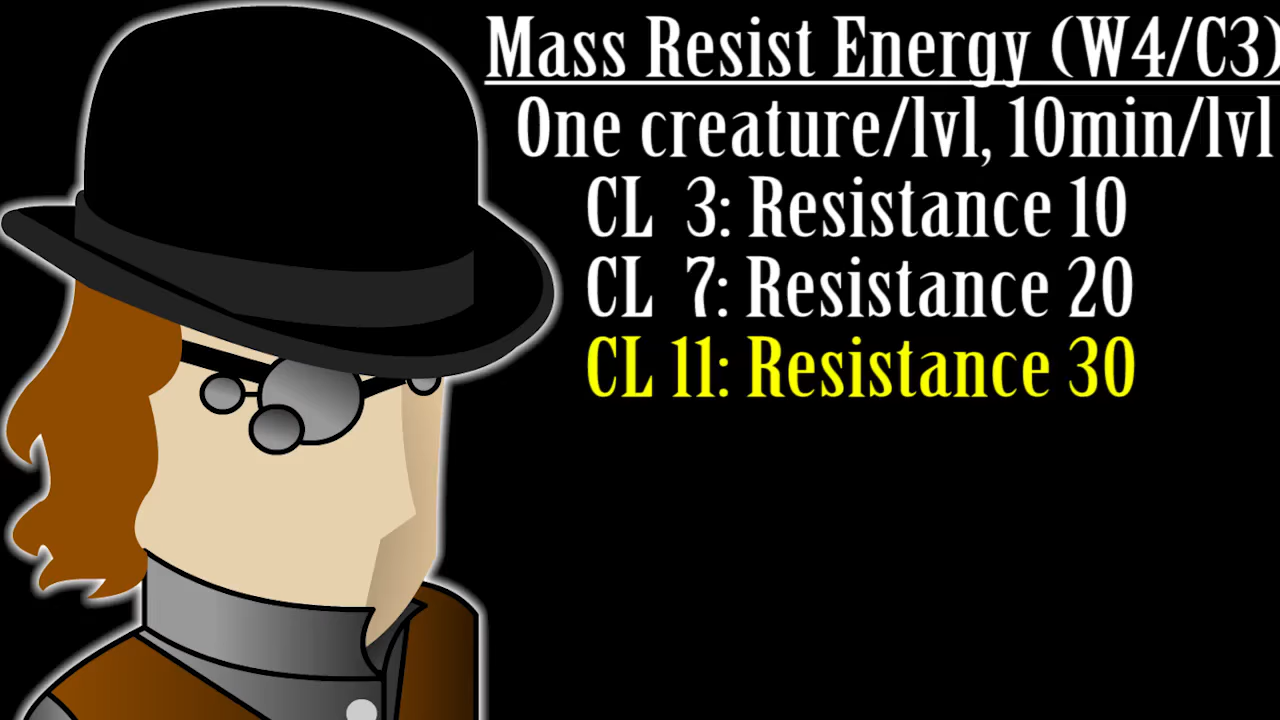 Mass Resist Energy (W4/C3)
One creature/lvl, 10min/lvl
CL 3: Resistance 10
CL 7: Resistance 20
CL 11: Resistance 30